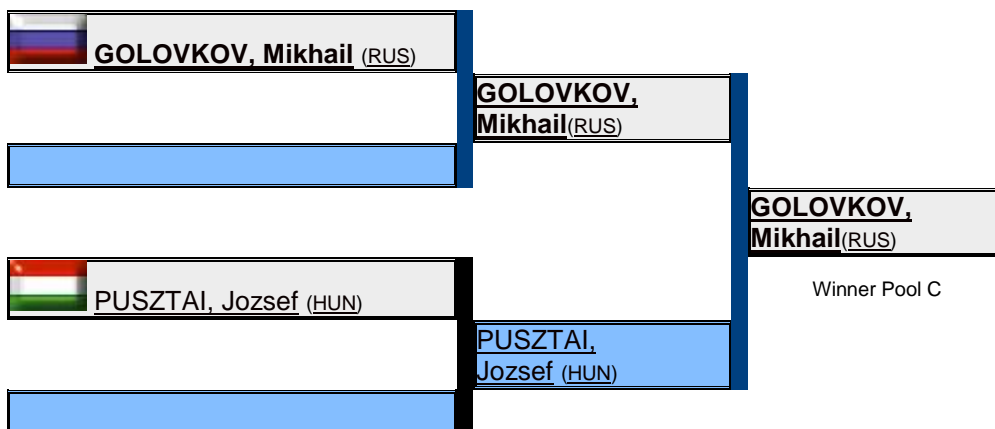 GOLOVKOV, Mikhail (RUS)
GOLOVKOV,
Mikhail(RUS)
GOLOVKOV,
Mikhail(RUS)
Winner Pool C
PUSZTAI, Jozsef (HUN)
PUSZTAI,
Jozsef (HUN)